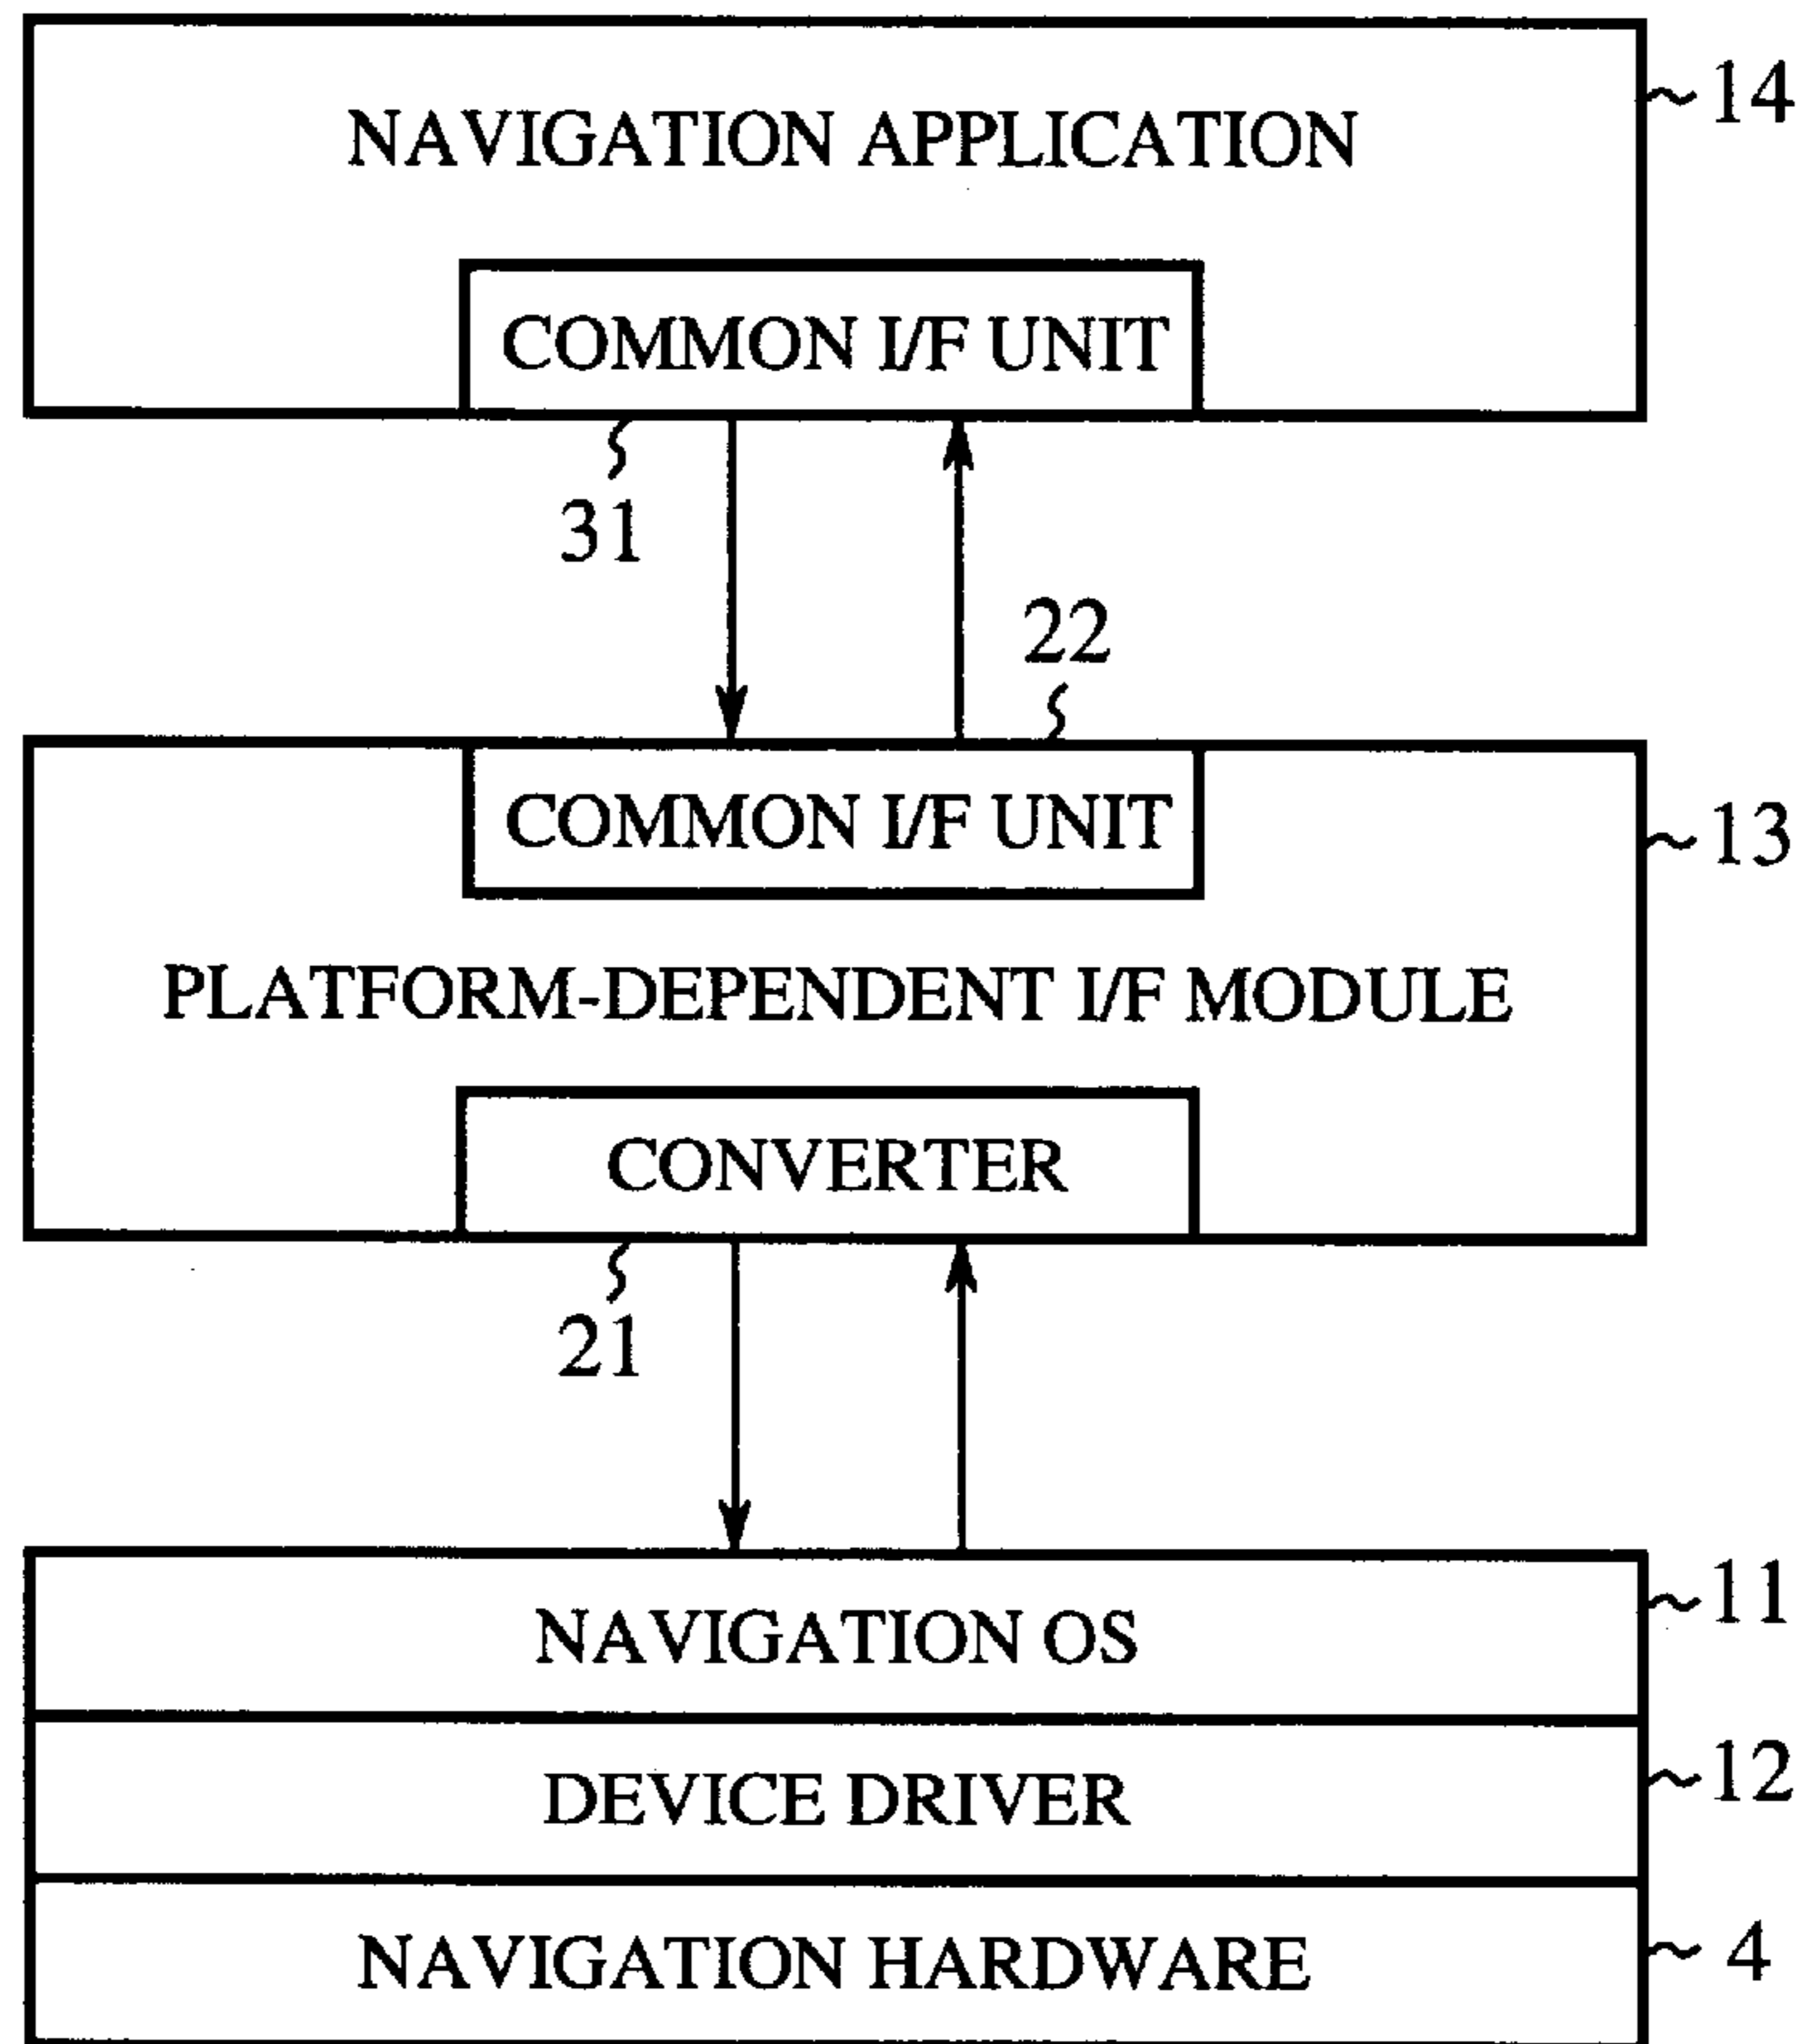 14
NAVIGATION APPLICATION
COMMON I/F UNIT
31
22
COMMON I/F UNIT
13
PLATFORM-DEPENDENT I/F MODULE
CONVERTER
21
11
NAVIGATION OS
12
DEVICE DRIVER
NAVIGATION HARDWARE
4